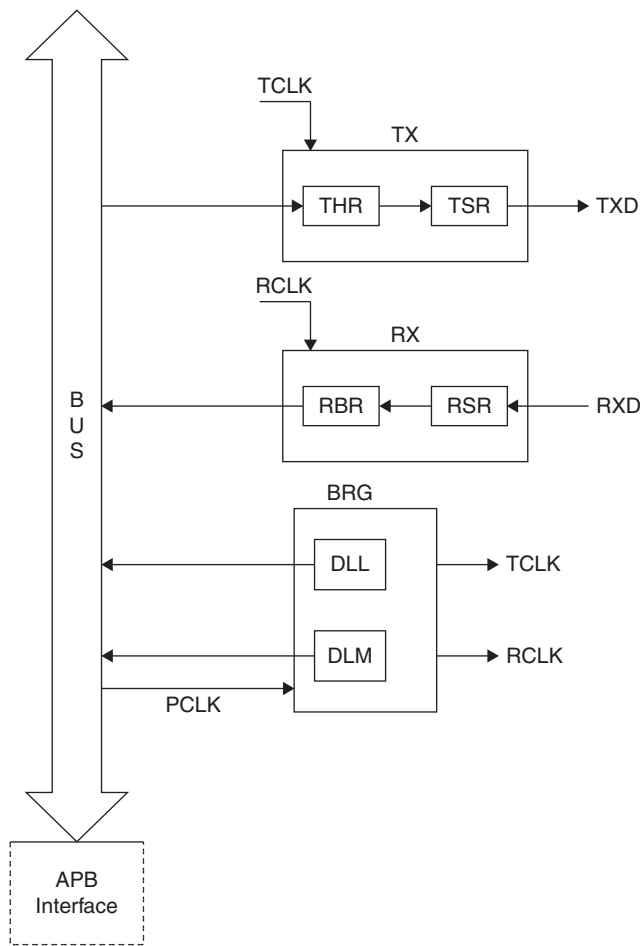 TCLK
TX
THR
TSR
TXD
RCLK
RX
B
U
S
RBR
RSR
RXD
BRG
DLL
TCLK
DLM
RCLK
PCLK
APB
Interface